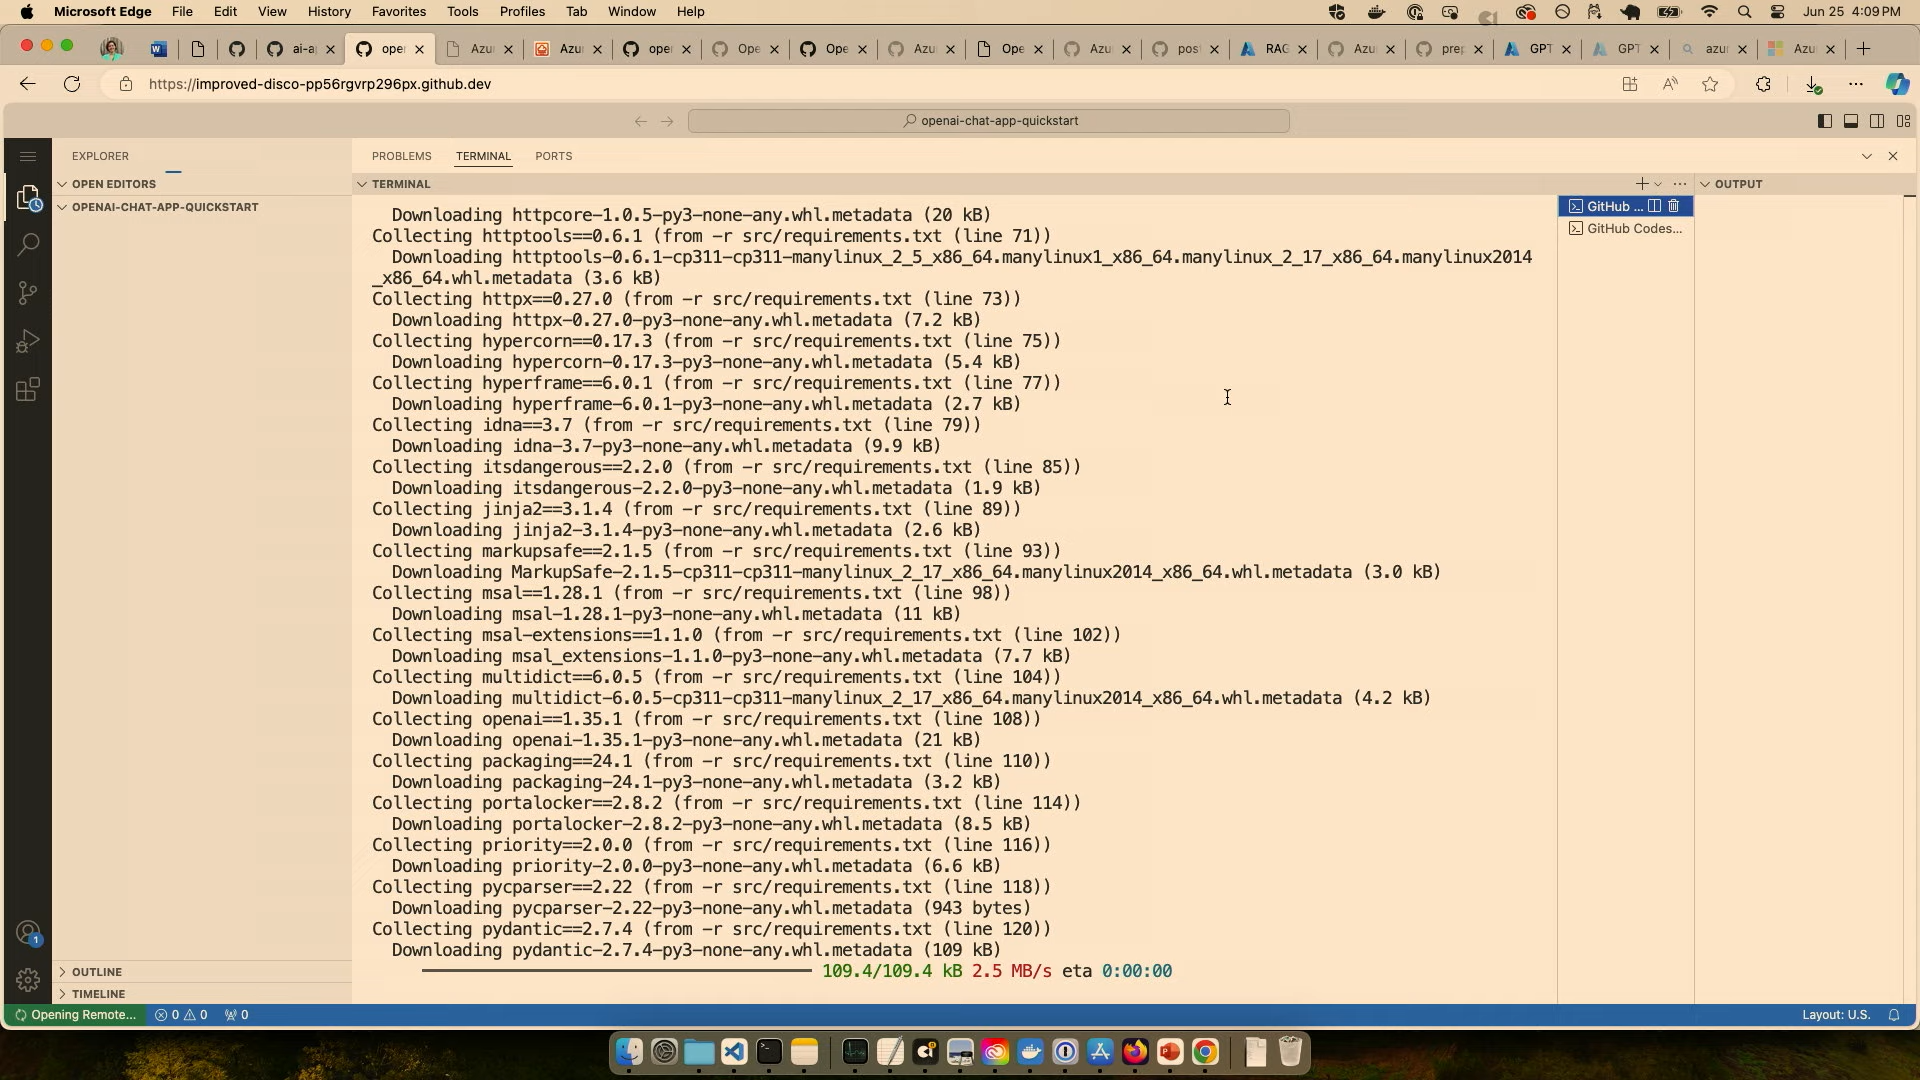 Microsoft Edge File Edit View History Favorites Tools Profiles Tab Window Help Jun 25 4:09 PM
ai-a oper Azu Azu oper Ope Ope Azu Ope Azu post RAG Azu prep GPT GPT azur Azu
https://improved-disco-pp56rgvrp296px.github.dev
openai-chat-app-quickstart
EXPLORER
OPEN EDITORS
OPENAI-CHAT-APP-QUICKSTART
OUTLINE
TIMELINE
PROBLEMS TERMINAL PORTS
TERMINAL
Downloading httpcore-1.0.5-py3-none-any.whl.metadata (20 kB)
Collecting httptools==0.6.1 (from -r src/requirements.txt (line 71))
Downloading httptools-0.6.1-cp311-cp311-manylinux_2_5_x86_64.manylinux1_x86_64.manylinux_2_17_x86_64.manylinux2014
_x86_64.whl.metadata (3.6 kB)
Collecting httpx==0.27.0 (from -r src/requirements.txt (line 73))
Downloading httpx-0.27.0-py3-none-any.whl.metadata (7.2 kB)
Collecting hypercorn==0.17.3 (from -r src/requirements.txt (line 75))
Downloading hypercorn-0.17.3-py3-none-any.whl.metadata (5.4 kB)
Collecting hyperframe==6.0.1 (from -r src/requirements.txt (line 77))
Downloading hyperframe-6.0.1-py3-none-any.whl.metadata (2.7 kB)
Collecting idna==3.7 (from -r src/requirements.txt (line 79))
Downloading idna-3.7-py3-none-any.whl.metadata (9.9 kB)
Collecting itsdangerous==2.2.0 (from -r src/requirements.txt (line 85))
Downloading itsdangerous-2.2.0-py3-none-any.whl.metadata (1.9 kB)
Collecting jinja2==3.1.4 (from -r src/requirements.txt (line 89))
Downloading jinja2-3.1.4-py3-none-any.whl.metadata (2.6 kB)
Collecting markupsafe==2.1.5 (from -r src/requirements.txt (line 93))
Downloading MarkupSafe-2.1.5-cp311-cp311-manylinux_2_17_x86_64.manylinux2014_x86_64.whl.metadata (3.0 kB)
Collecting msal==1.28.1 (from -r src/requirements.txt (line 98))
Downloading msal-1.28.1-py3-none-any.whl.metadata (11 kB)
Collecting msal-extensions==1.1.0 (from -r src/requirements.txt (line 102))
Downloading msal_extensions-1.1.0-py3-none-any.whl.metadata (7.7 kB)
Collecting multidict==6.0.5 (from -r src/requirements.txt (line 104))
Downloading multidict-6.0.5-cp311-cp311-manylinux_2_17_x86_64.manylinux2014_x86_64.whl.metadata (4.2 kB)
Collecting openai==1.35.1 (from -r src/requirements.txt (line 108))
Downloading openai-1.35.1-py3-none-any.whl.metadata (21 kB)
Collecting packaging==24.1 (from -r src/requirements.txt (line 110))
Downloading packaging-24.1-py3-none-any.whl.metadata (3.2 kB)
Collecting portalocker==2.8.2 (from -r src/requirements.txt (line 114))
Downloading portalocker-2.8.2-py3-none-any.whl.metadata (8.5 kB)
Collecting priority==2.0.0 (from -r src/requirements.txt (line 116))
Downloading priority-2.0.0-py3-none-any.whl.metadata (6.6 kB)
Collecting pycparser==2.22 (from -r src/requirements.txt (line 118))
Downloading pycparser-2.22-py3-none-any.whl.metadata (943 bytes)
Collecting pydantic==2.7.4 (from -r src/requirements.txt (line 120))
Downloading pydantic-2.7.4-py3-none-any.whl.metadata (109 kB)
109.4/109.4 kB 2.5 MB/s eta 0:00:00
GitHub ...
GitHub Codes...
OUTPUT
1
Opening Remote... 0 0 0 Layout: U.S.